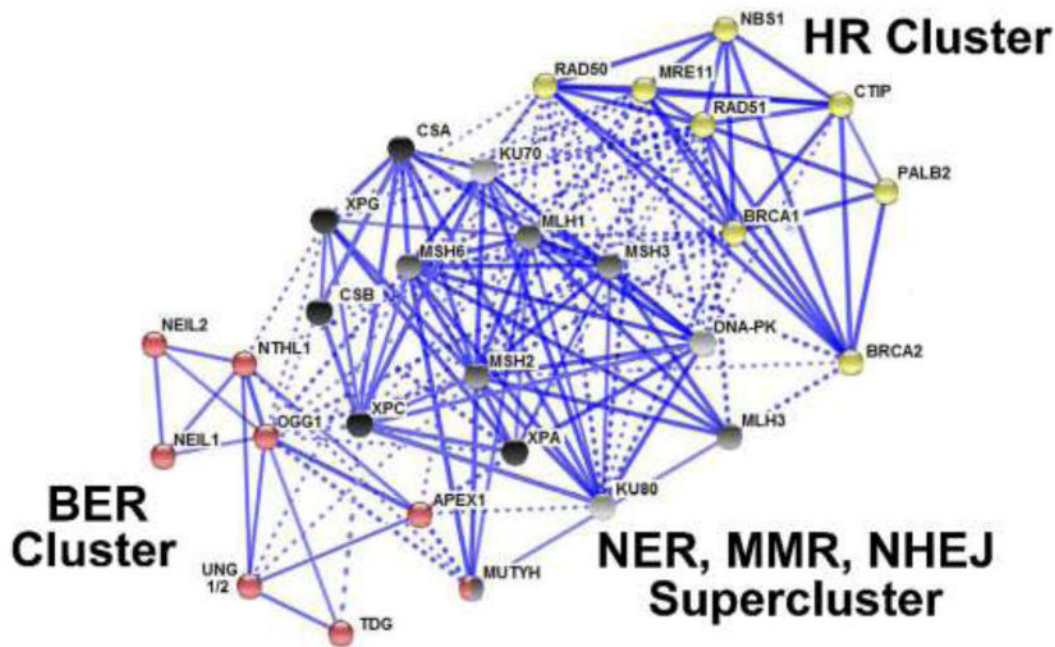 NBS1
HR Cluster
RAD50
MRE11
CTIP
RAD51
CSA
KU70
PALB2
XPG
MLH1
BRCA1
MSH6
MSH3
CSB
NEIL2
NTHL1
DNA-PK
MSH2
BRCA2
XPC
OGG1
NEIL1
XPA
MLH3
BER
Cluster
APEX1
KU80
NER, MMR, NHEJ
Supercluster
UNG
1/2
MUTYH
TDG